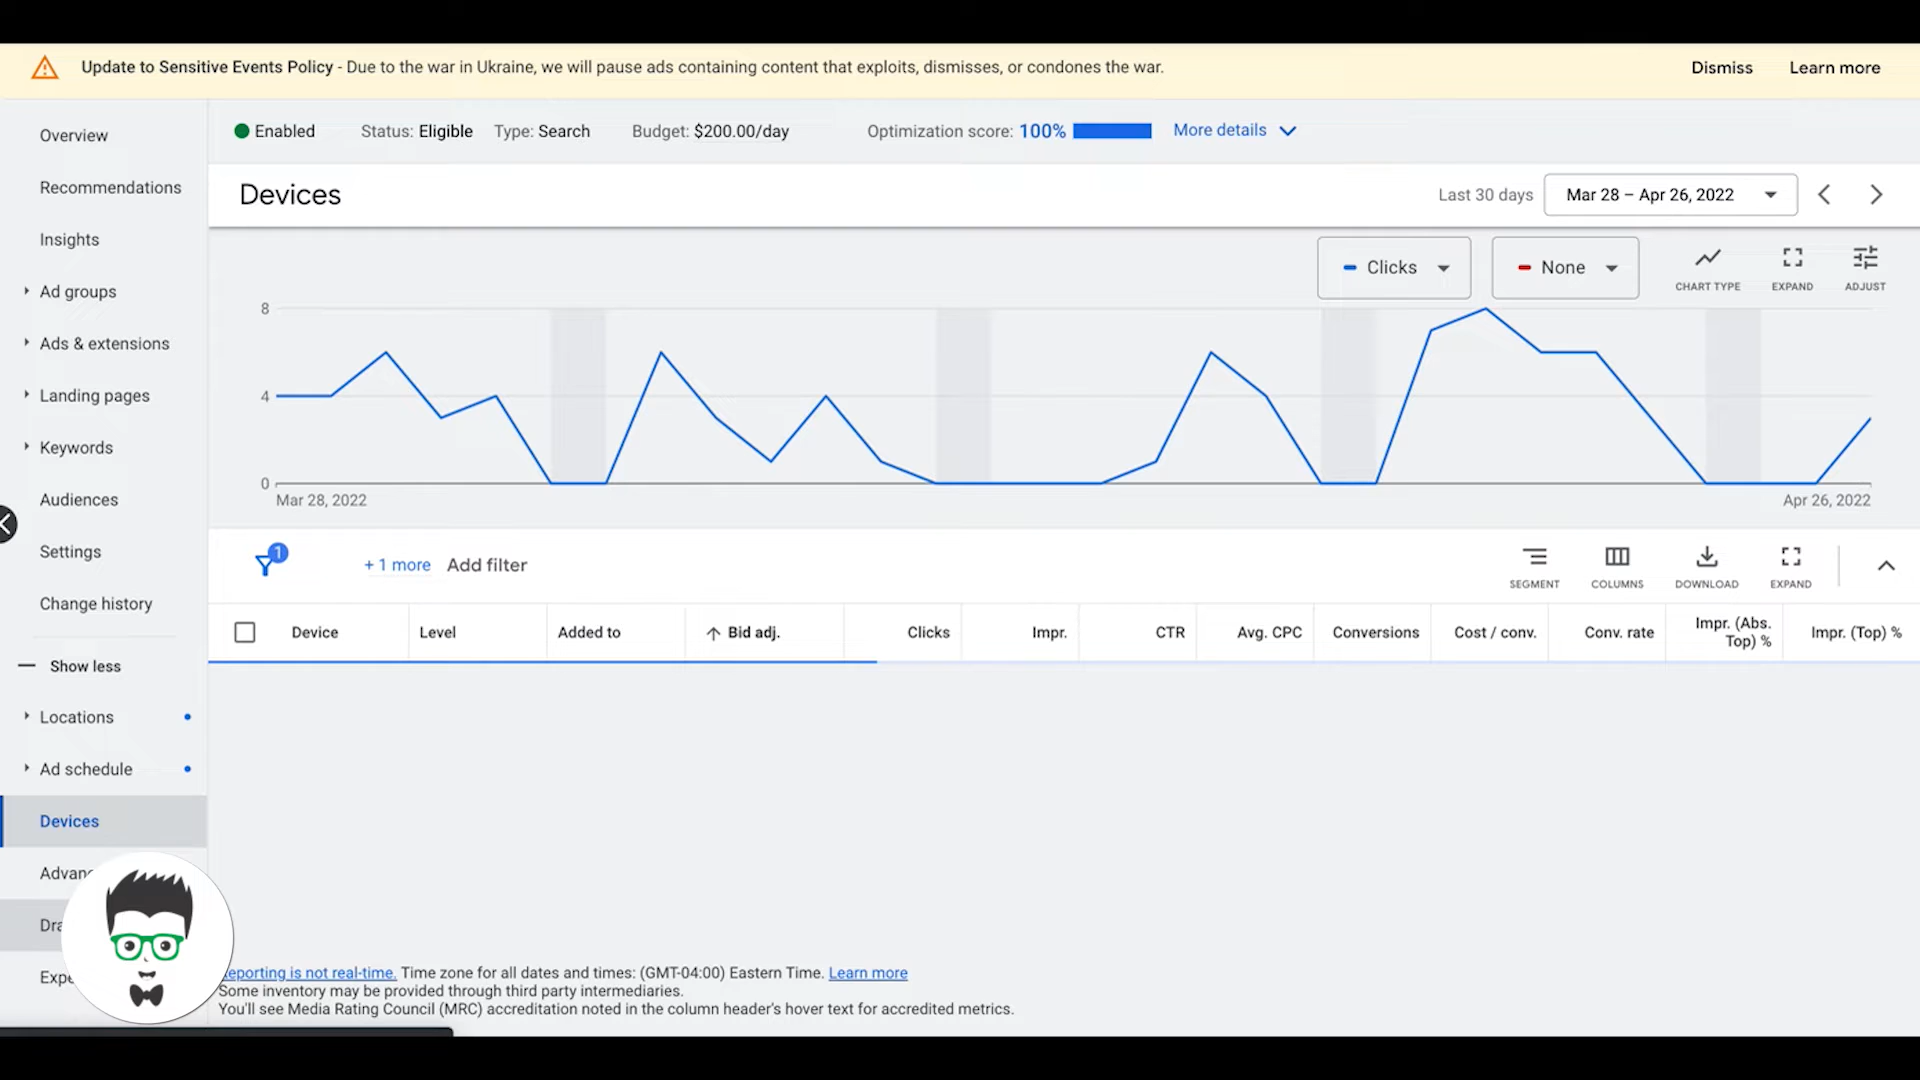 Update to Sensitive Events Policy - Due to the war in Ukraine, we will pause ads containing content that exploits, dismisses, or condones the war.
Dismiss
Learn more
Overview
Recommendations
Insights
Ad groups
Ads & extensions
Landing pages
Keywords
Audiences
Settings
Change history
Show less
Locations
Ad schedule
Devices
Enabled
Status: Eligible
Type: Search
Budget: $200.00/day
Optimization score: 100%
More details
Devices
Last 30 days
Mar 28 – Apr 26, 2022
Clicks
None
CHART TYPE
EXPAND
ADJUST
8
4
0
Mar 28, 2022
Apr 26, 2022
1
+ 1 more
Add filter
SEGMENT
COLUMNS
DOWNLOAD
EXPAND
Device
Level
Added to
Bid adj.
Clicks
Impr.
CTR
Avg. CPC
Conversions
Cost / conv.
Conv. rate
Impr. (Abs.
Top) %
Impr. (Top) %
is not real-time. Time zone for all dates and times: (GMT-04:00) Eastern Time. Learn more
Some inventory may be provided through third party intermediaries.
You'll see Media Rating Council (MRC) accreditation noted in the column header's hover text for accredited metrics.